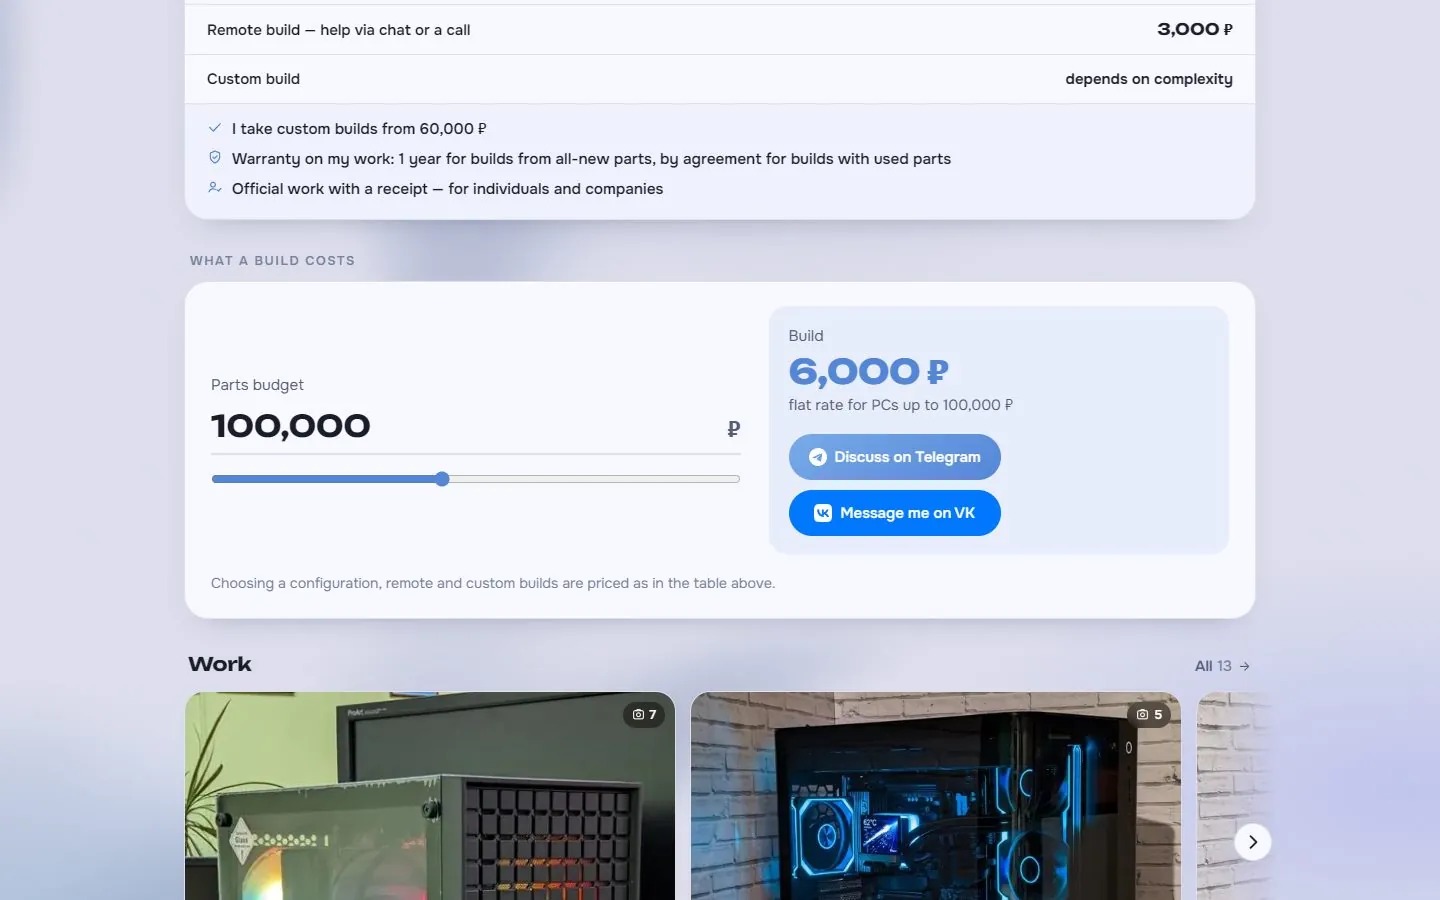 Remote build — help via chat or a call 3,000 ₽
Custom build depends on complexity
I take custom builds from 60,000 ₽
Warranty on my work: 1 year for builds from all-new parts, by agreement for builds with used parts
Official work with a receipt — for individuals and companies
WHAT A BUILD COSTS
Parts budget
100,000 ₽
Build
6,000 ₽
flat rate for PCs up to 100,000 ₽
Discuss on Telegram
Message me on VK
Choosing a configuration, remote and custom builds are priced as in the table above.
Work
All 13 →
7
5
ProArt
62°C